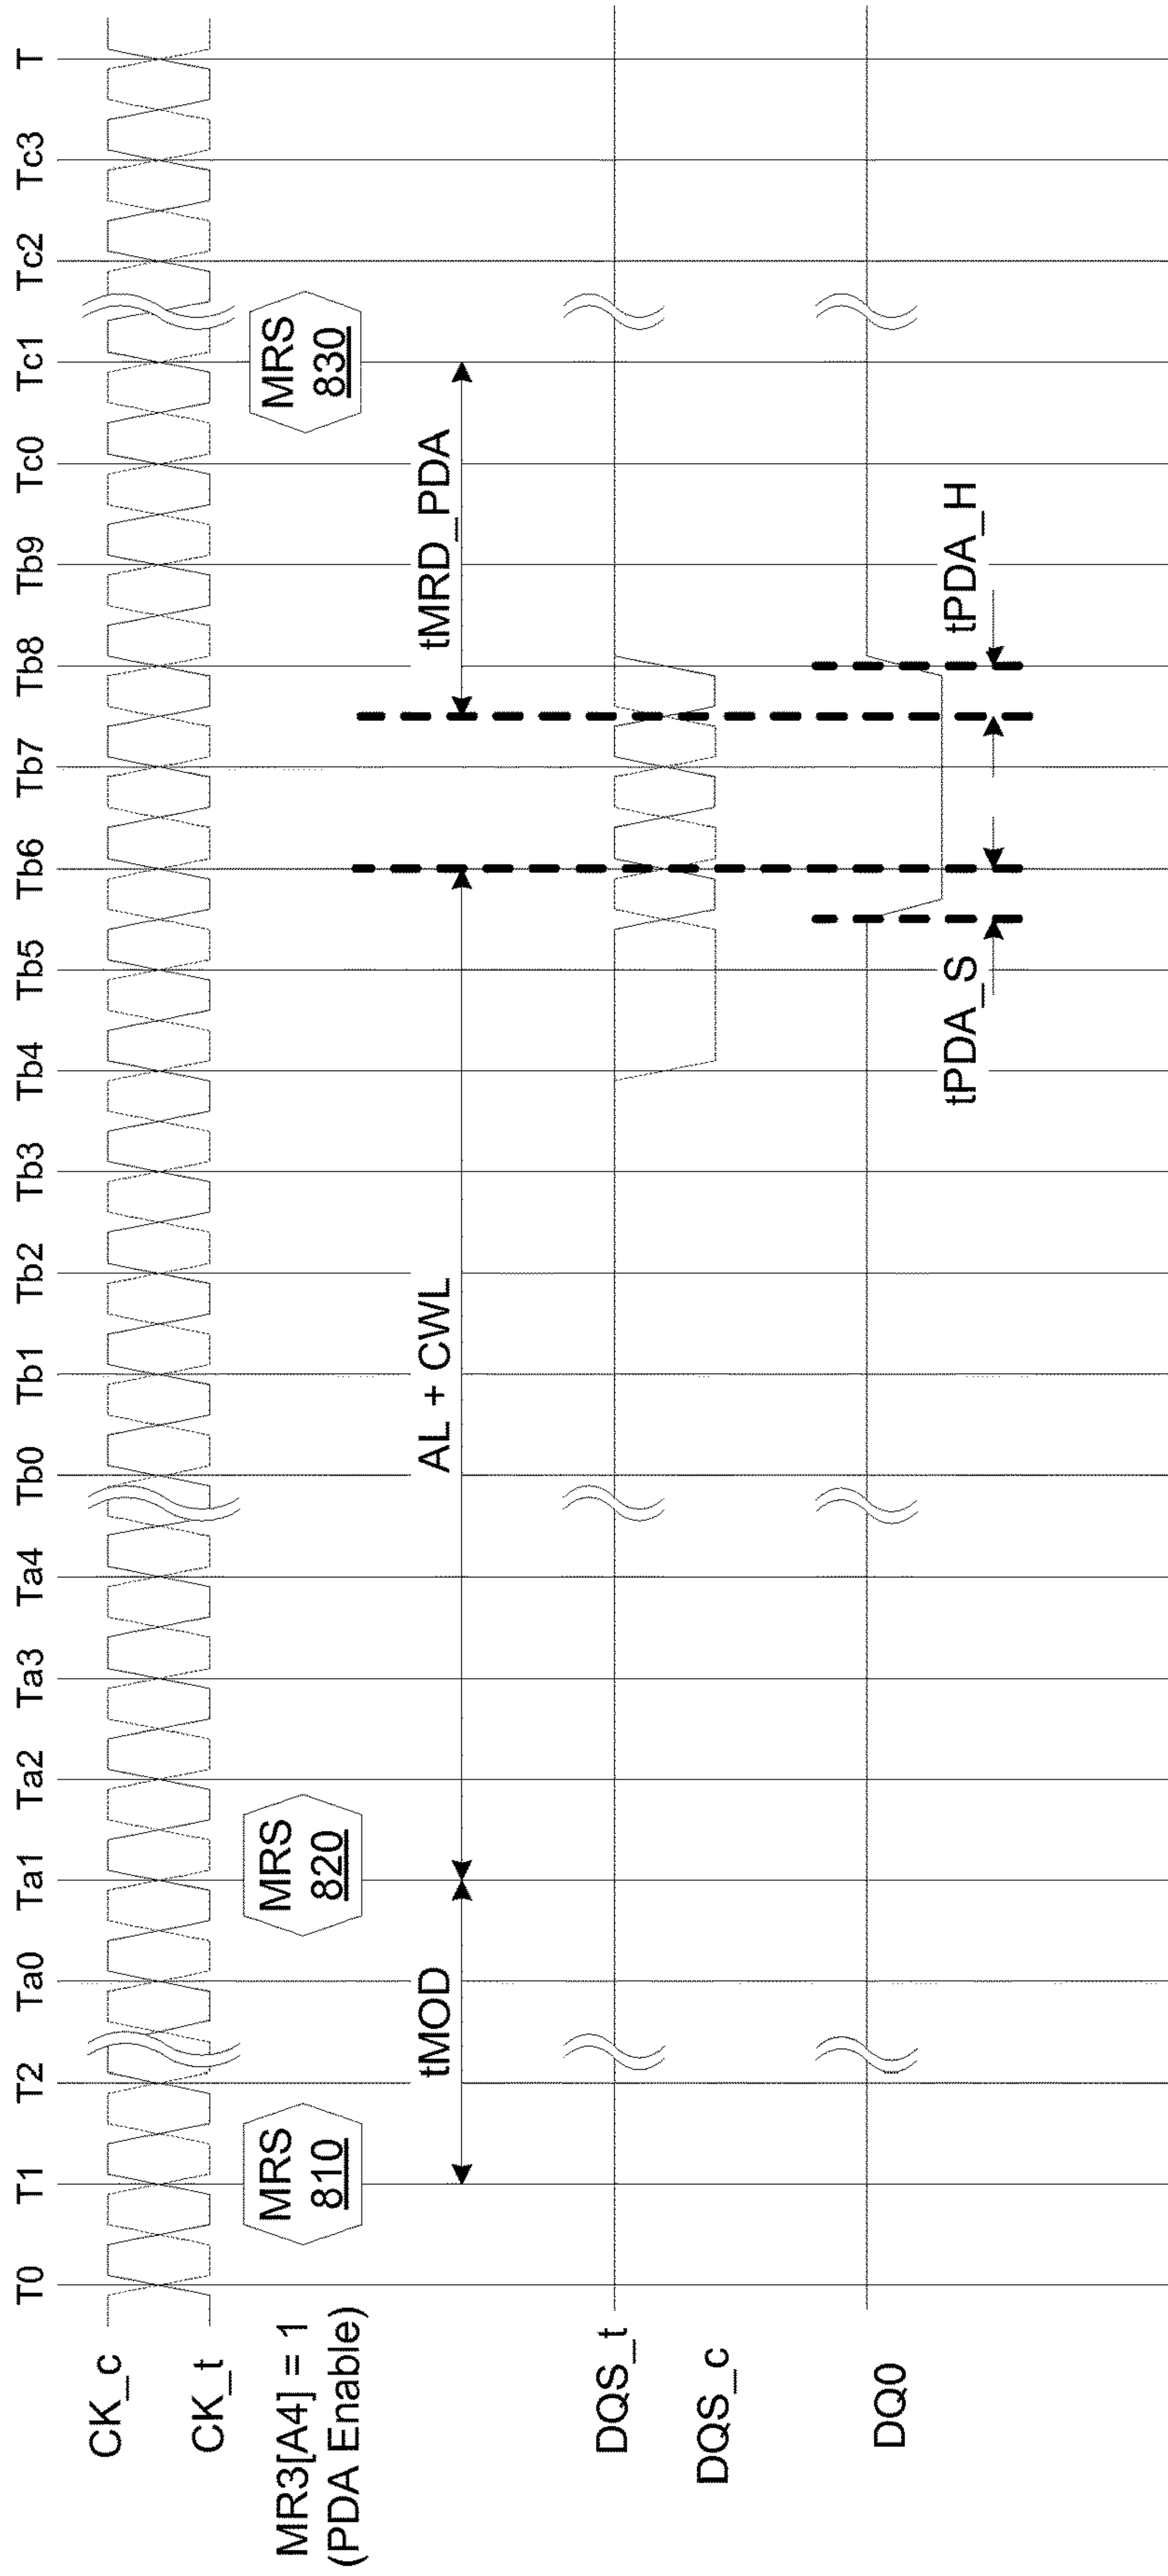 T0 T1 T2 Ta0 Ta1 Ta2 Ta3 Ta4 Tb0 Tb1 Tb2 Tb3 Tb4 Tb5 Tb6 Tb7 Tb8 Tb9 Tc0 Tc1 Tc2 Tc3 T
CK_c
CK_t
MR3[A4] = 1
(PDA Enable)
MRS
810
MRS
820
MRS
830
tMOD
AL + CWL
tMRD_PDA
DQS_t
DQS_c
DQ0
tPDA_S
tPDA_H